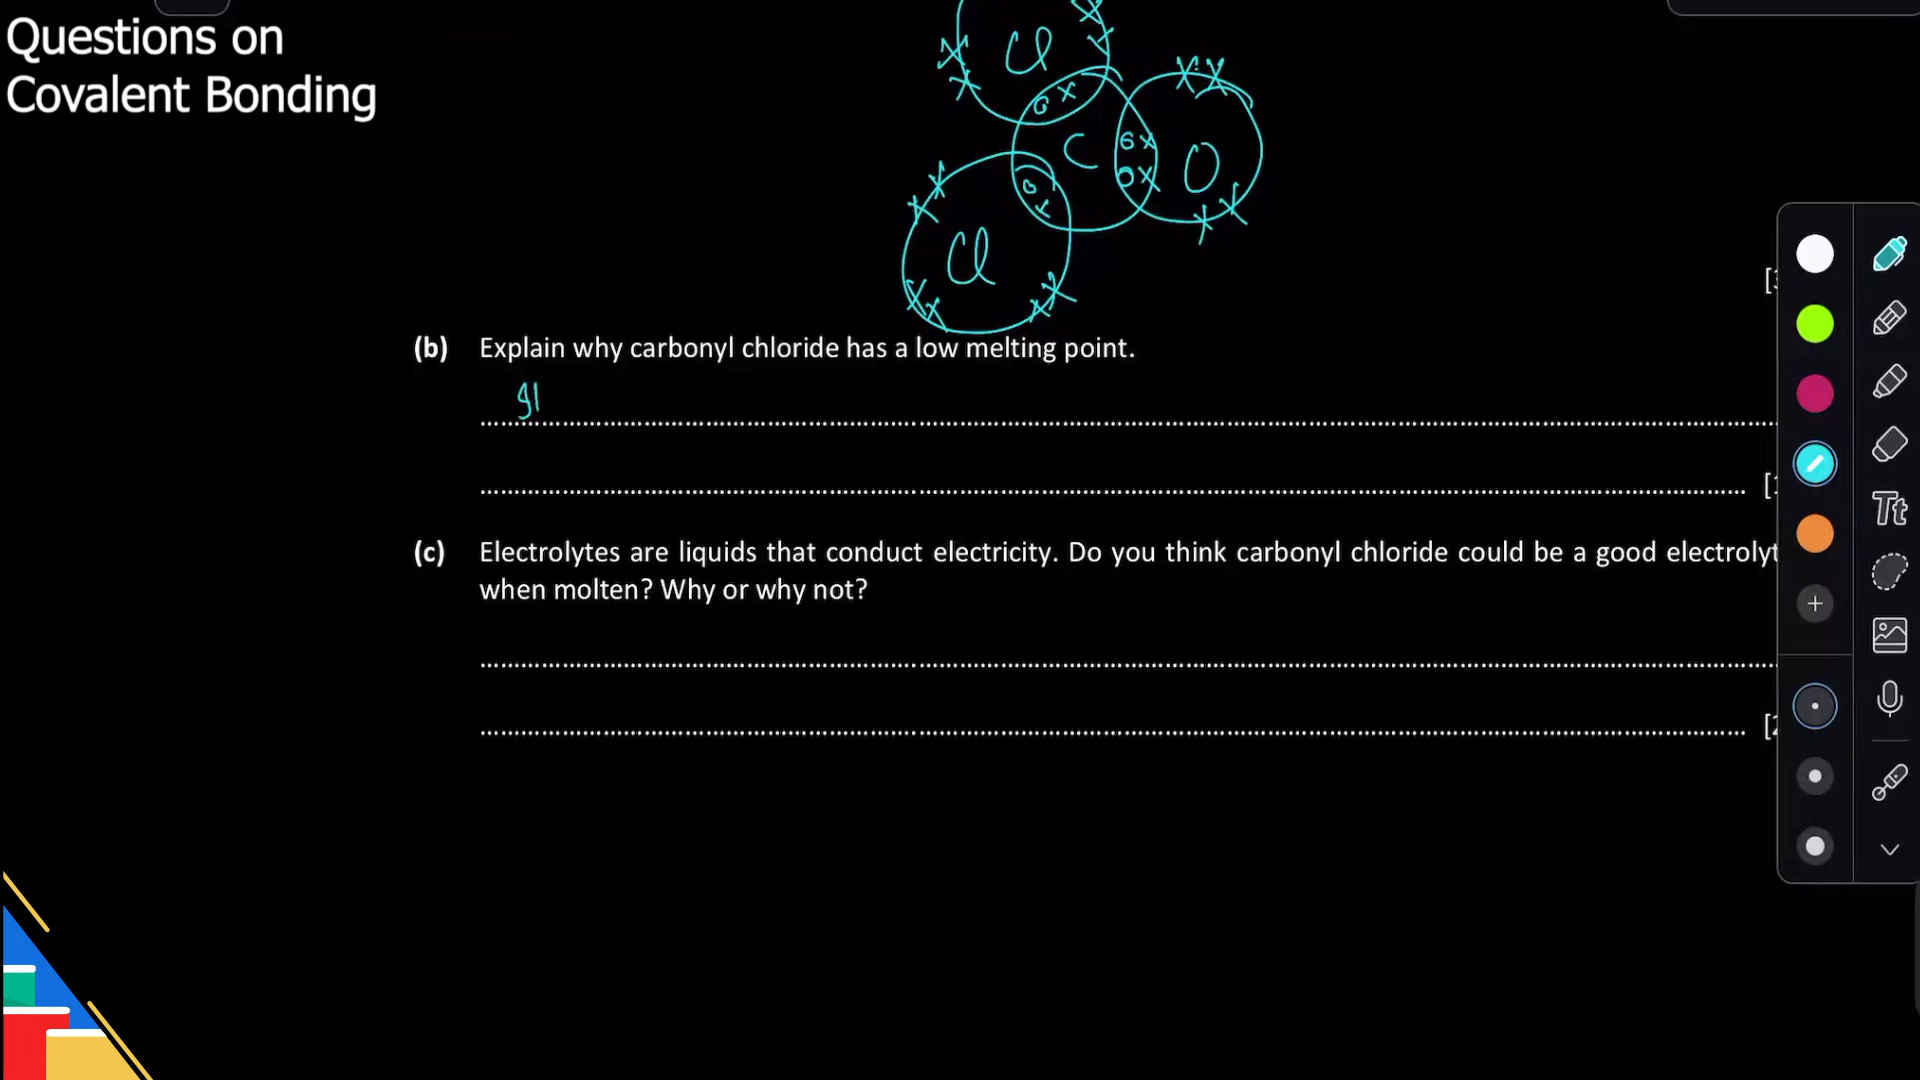 Questions on
Covalent Bonding
Cl
C
O
Cl
(b) Explain why carbonyl chloride has a low melting point.
(c) Electrolytes are liquids that conduct electricity. Do you think carbonyl chloride could be a good electrolyt
when molten? Why or why not?
Tt